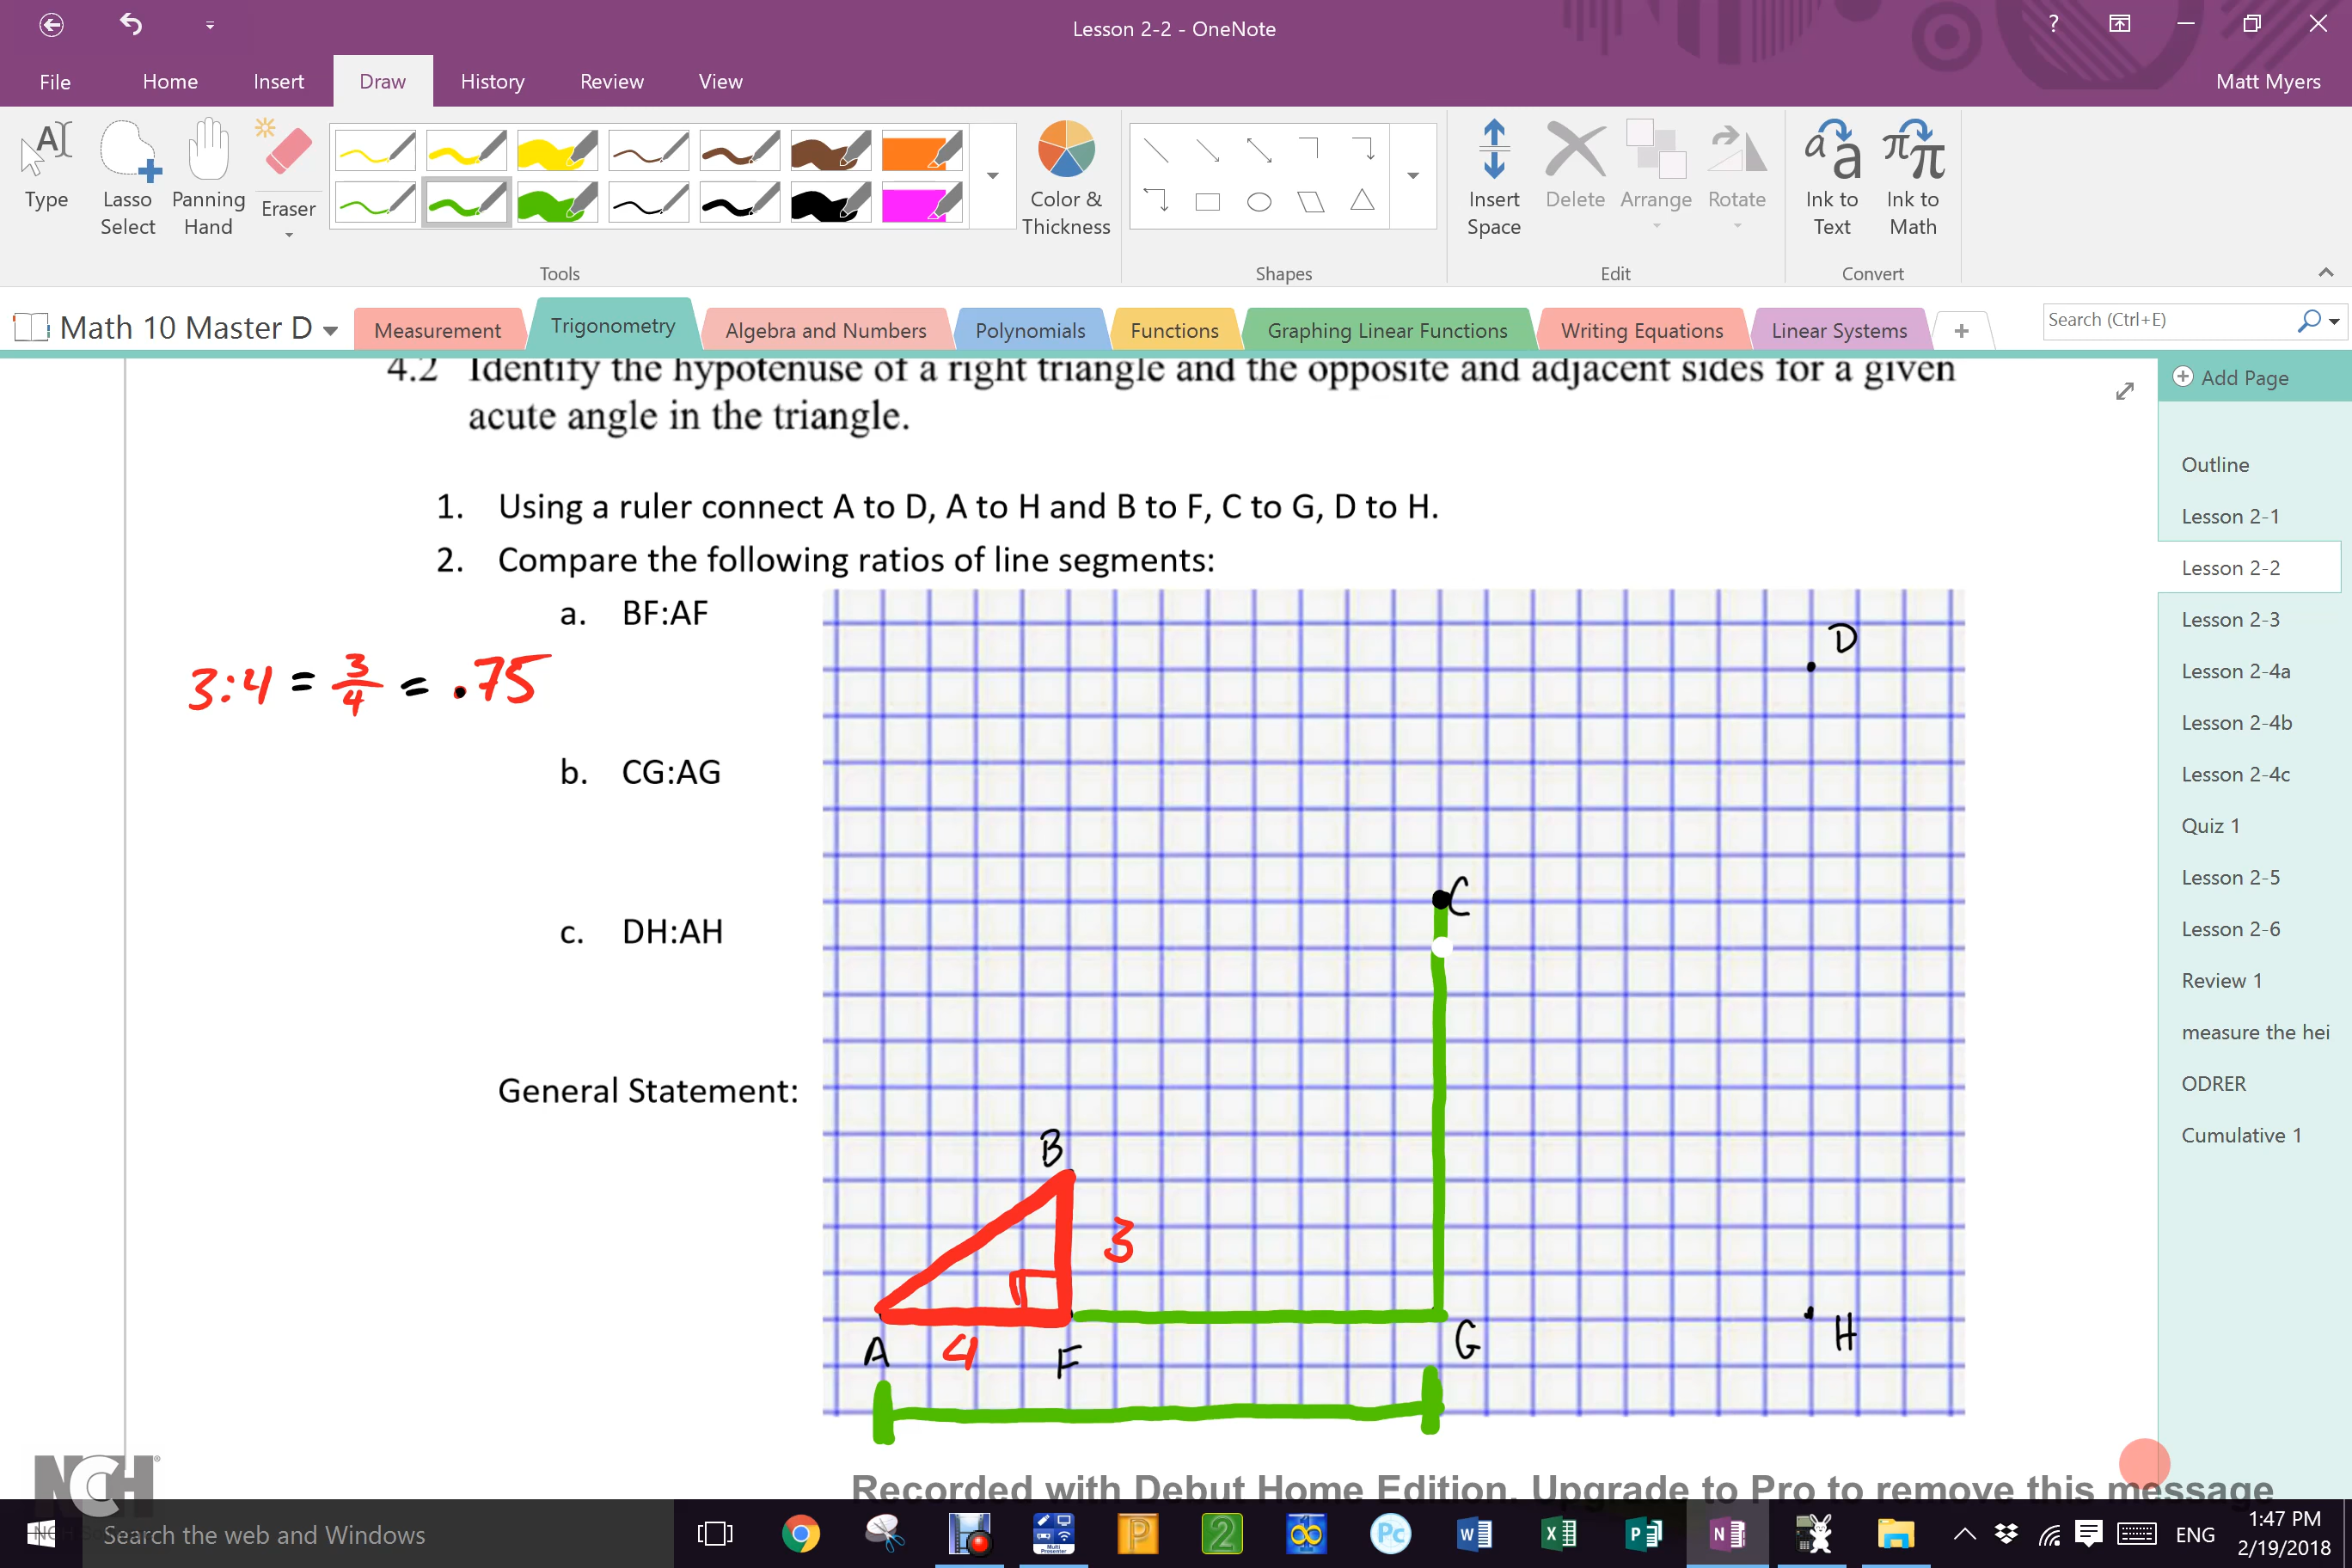 Lesson 2-2 - OneNote
?
File Home Insert Draw History Review View Matt Myers
Type
Lasso Select
Panning Hand
Eraser
Color & Thickness
Insert Space
Delete
Arrange
Rotate
Ink to Text
Ink to Math
Tools Shapes Edit Convert
Math 10 Master D Measurement Trigonometry Algebra and Numbers Polynomials Functions Graphing Linear Functions Writing Equations Linear Systems + Search (Ctrl+E)
4.2 Identify the hypotenuse of a right triangle and the opposite and adjacent sides for a given
acute angle in the triangle.
1. Using a ruler connect A to D, A to H and B to F, C to G, D to H.
2. Compare the following ratios of line segments:
a. BF:AF
3:4 = 3/4 = .75
b. CG:AG
c. DH:AH
General Statement:
D
C
B
3
A 4 F G H
Add Page
Outline
Lesson 2-1
Lesson 2-2
Lesson 2-3
Lesson 2-4a
Lesson 2-4b
Lesson 2-4c
Quiz 1
Lesson 2-5
Lesson 2-6
Review 1
measure the hei
ODRER
Cumulative 1
NCH
Recorded with Debut Home Edition. Upgrade to Pro to remove this message
Search the web and Windows
ENG
1:47 PM
2/19/2018